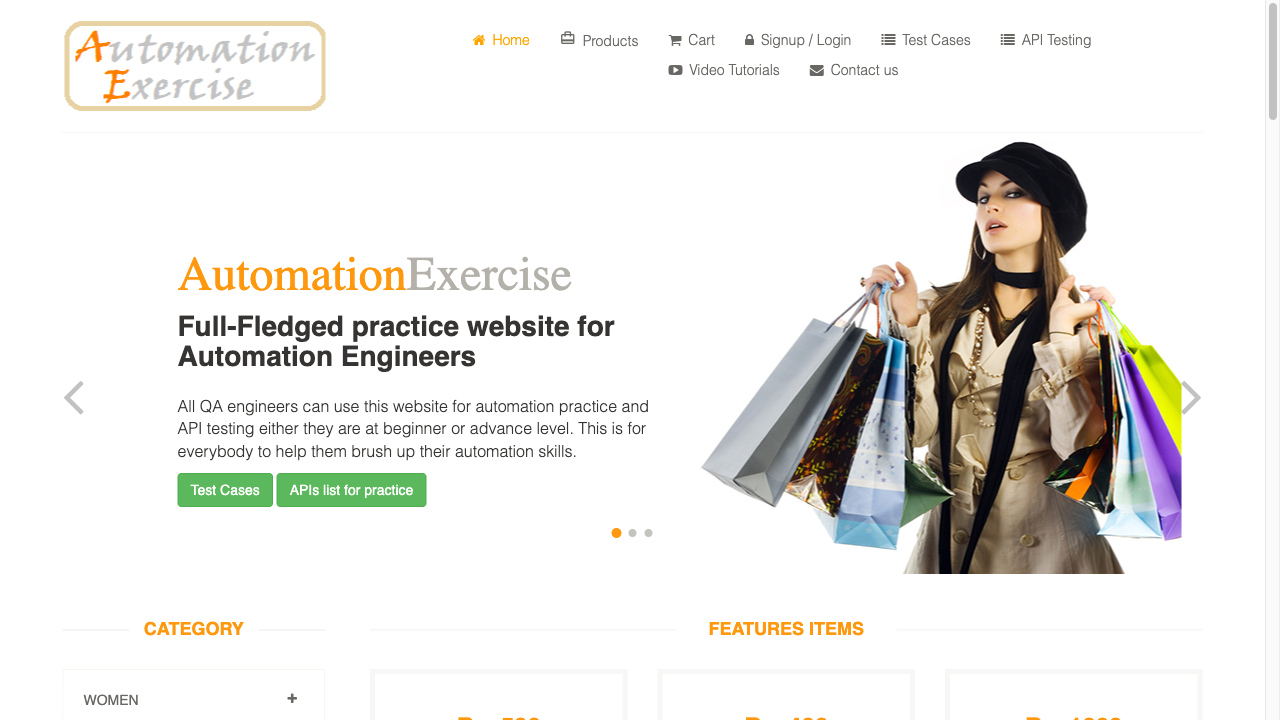 Automation
Exercise
Home Products Cart Signup / Login Test Cases API Testing
Video Tutorials Contact us
AutomationExercise
Full-Fledged practice website for
Automation Engineers
All QA engineers can use this website for automation practice and
API testing either they are at beginner or advance level. This is for
everybody to help them brush up their automation skills.
Test Cases APIs list for practice
CATEGORY
FEATURES ITEMS
WOMEN